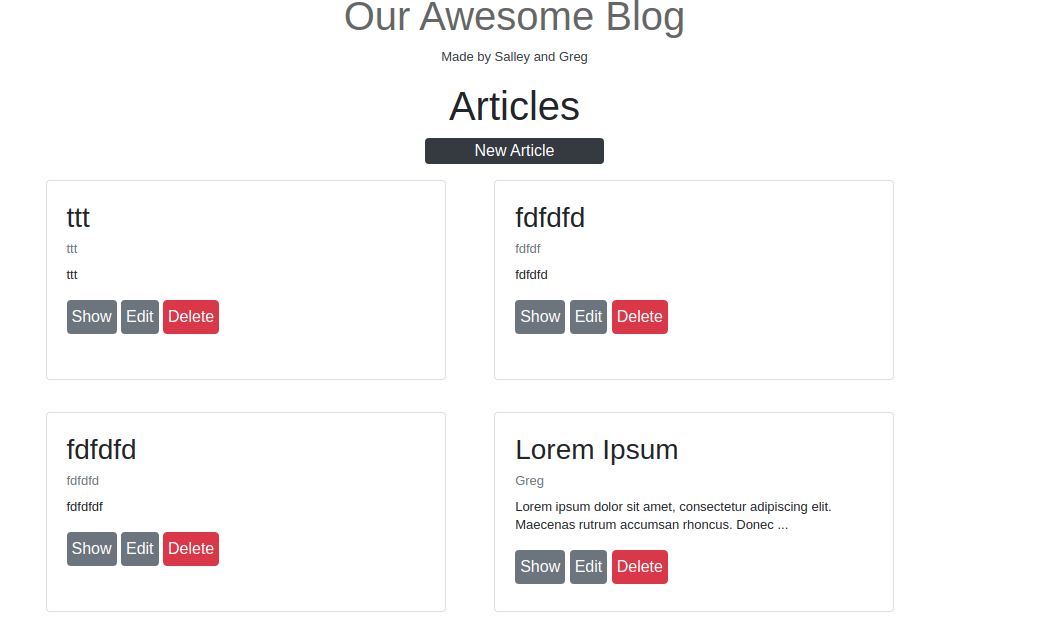 Our Awesome Blog
Made by Salley and Greg
Articles
New Article
ttt
ttt
ttt
Show Edit Delete
fdfdfd
fdfdf
fdfdfd
Show Edit Delete
fdfdfd
fdfdfd
fdfdfdf
Show Edit Delete
Lorem Ipsum
Greg
Lorem ipsum dolor sit amet, consectetur adipiscing elit.
Maecenas rutrum accumsan rhoncus. Donec ...
Show Edit Delete